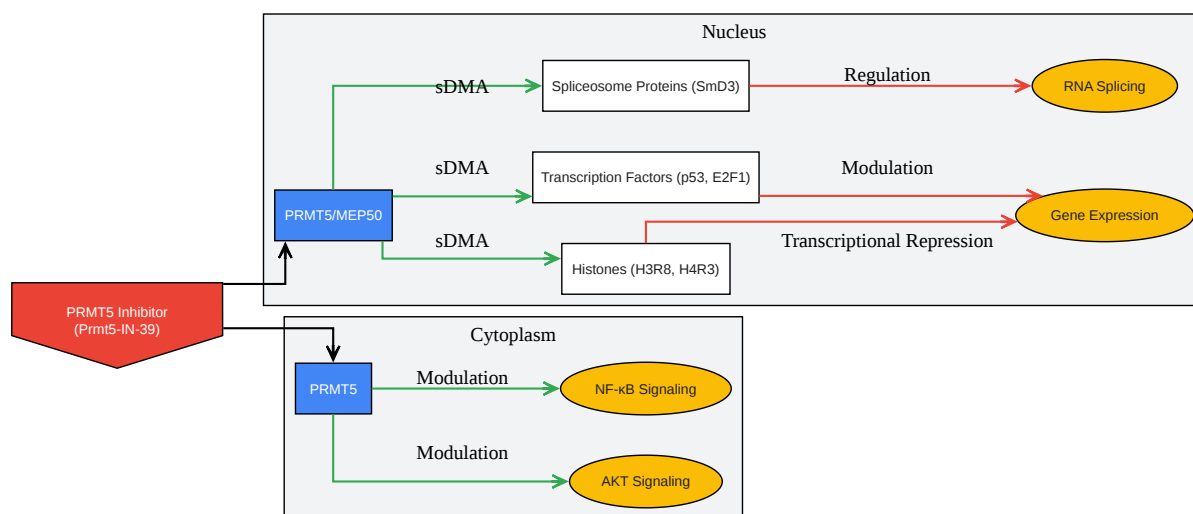 Nucleus
sDMA
Spliceosome Proteins (SmD3)
Regulation
RNA Splicing
sDMA
Transcription Factors (p53, E2F1)
Modulation
PRMT5/MEP50
Gene Expression
sDMA
Histones (H3R8, H4R3)
Transcriptional Repression
PRMT5 Inhibitor
(Prmt5-IN-39)
Cytoplasm
PRMT5
Modulation
NF-κB Signaling
Modulation
AKT Signaling